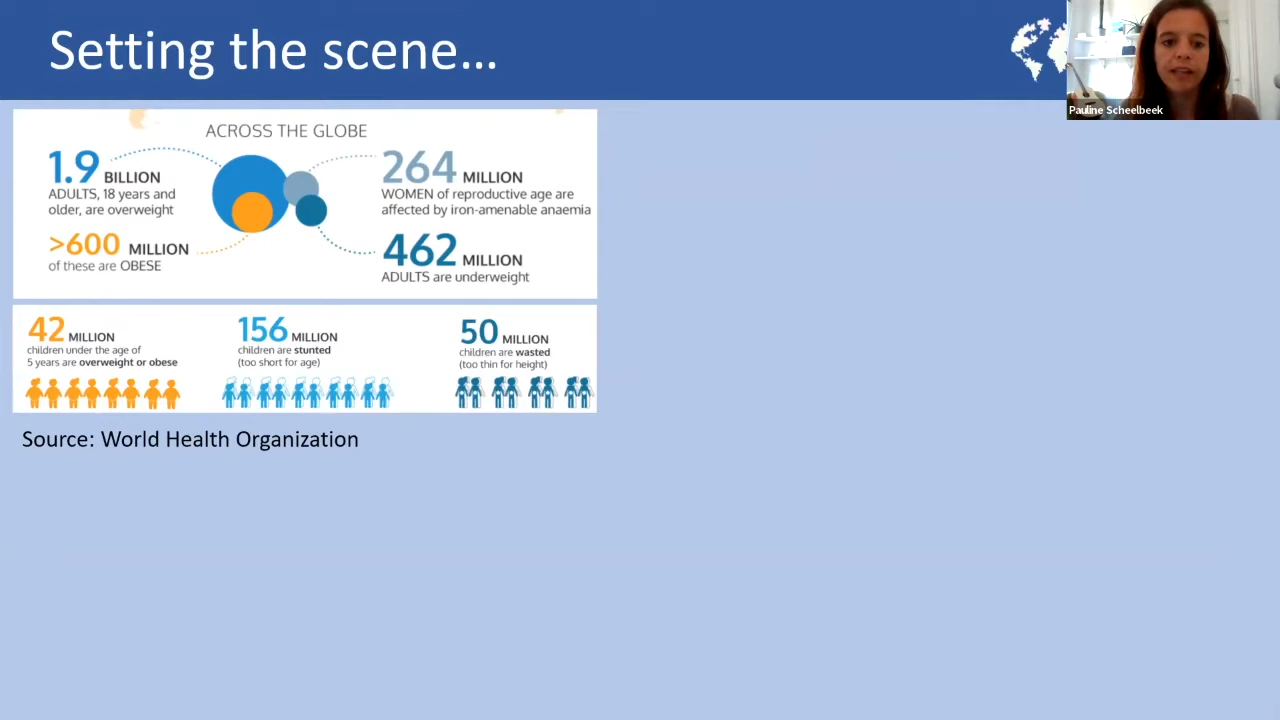 Setting the scene...
Pauline Scheelbeek
ACROSS THE GLOBE
1.9 BILLION
ADULTS, 18 years and
older, are overweight
>600 MILLION
of these are OBESE
264 MILLION
WOMEN of reproductive age are
affected by iron-amenable anaemia
462 MILLION
ADULTS are underweight
42 MILLION
children under the age of
5 years are overweight or obese
156 MILLION
children are stunted
(too short for age)
50 MILLION
children are wasted
(too thin for height)
Source: World Health Organization